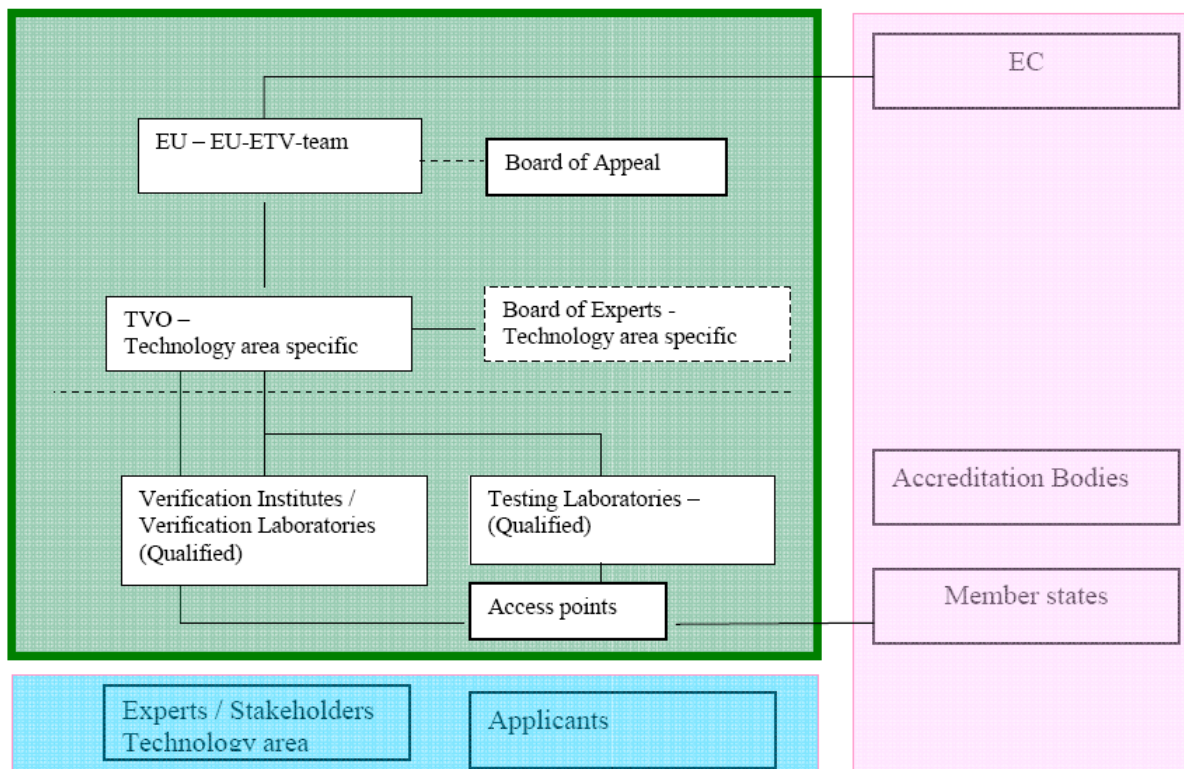 EC
EU – EU-ETV-team
Board of Appeal
TVO –
Technology area specific
Board of Experts -
Technology area specific
Verification Institutes /
Verification Laboratories
(Qualified)
Testing Laboratories –
(Qualified)
Accreditation Bodies
Access points
Member states
Experts / Stakeholders
Technology area
Applicants